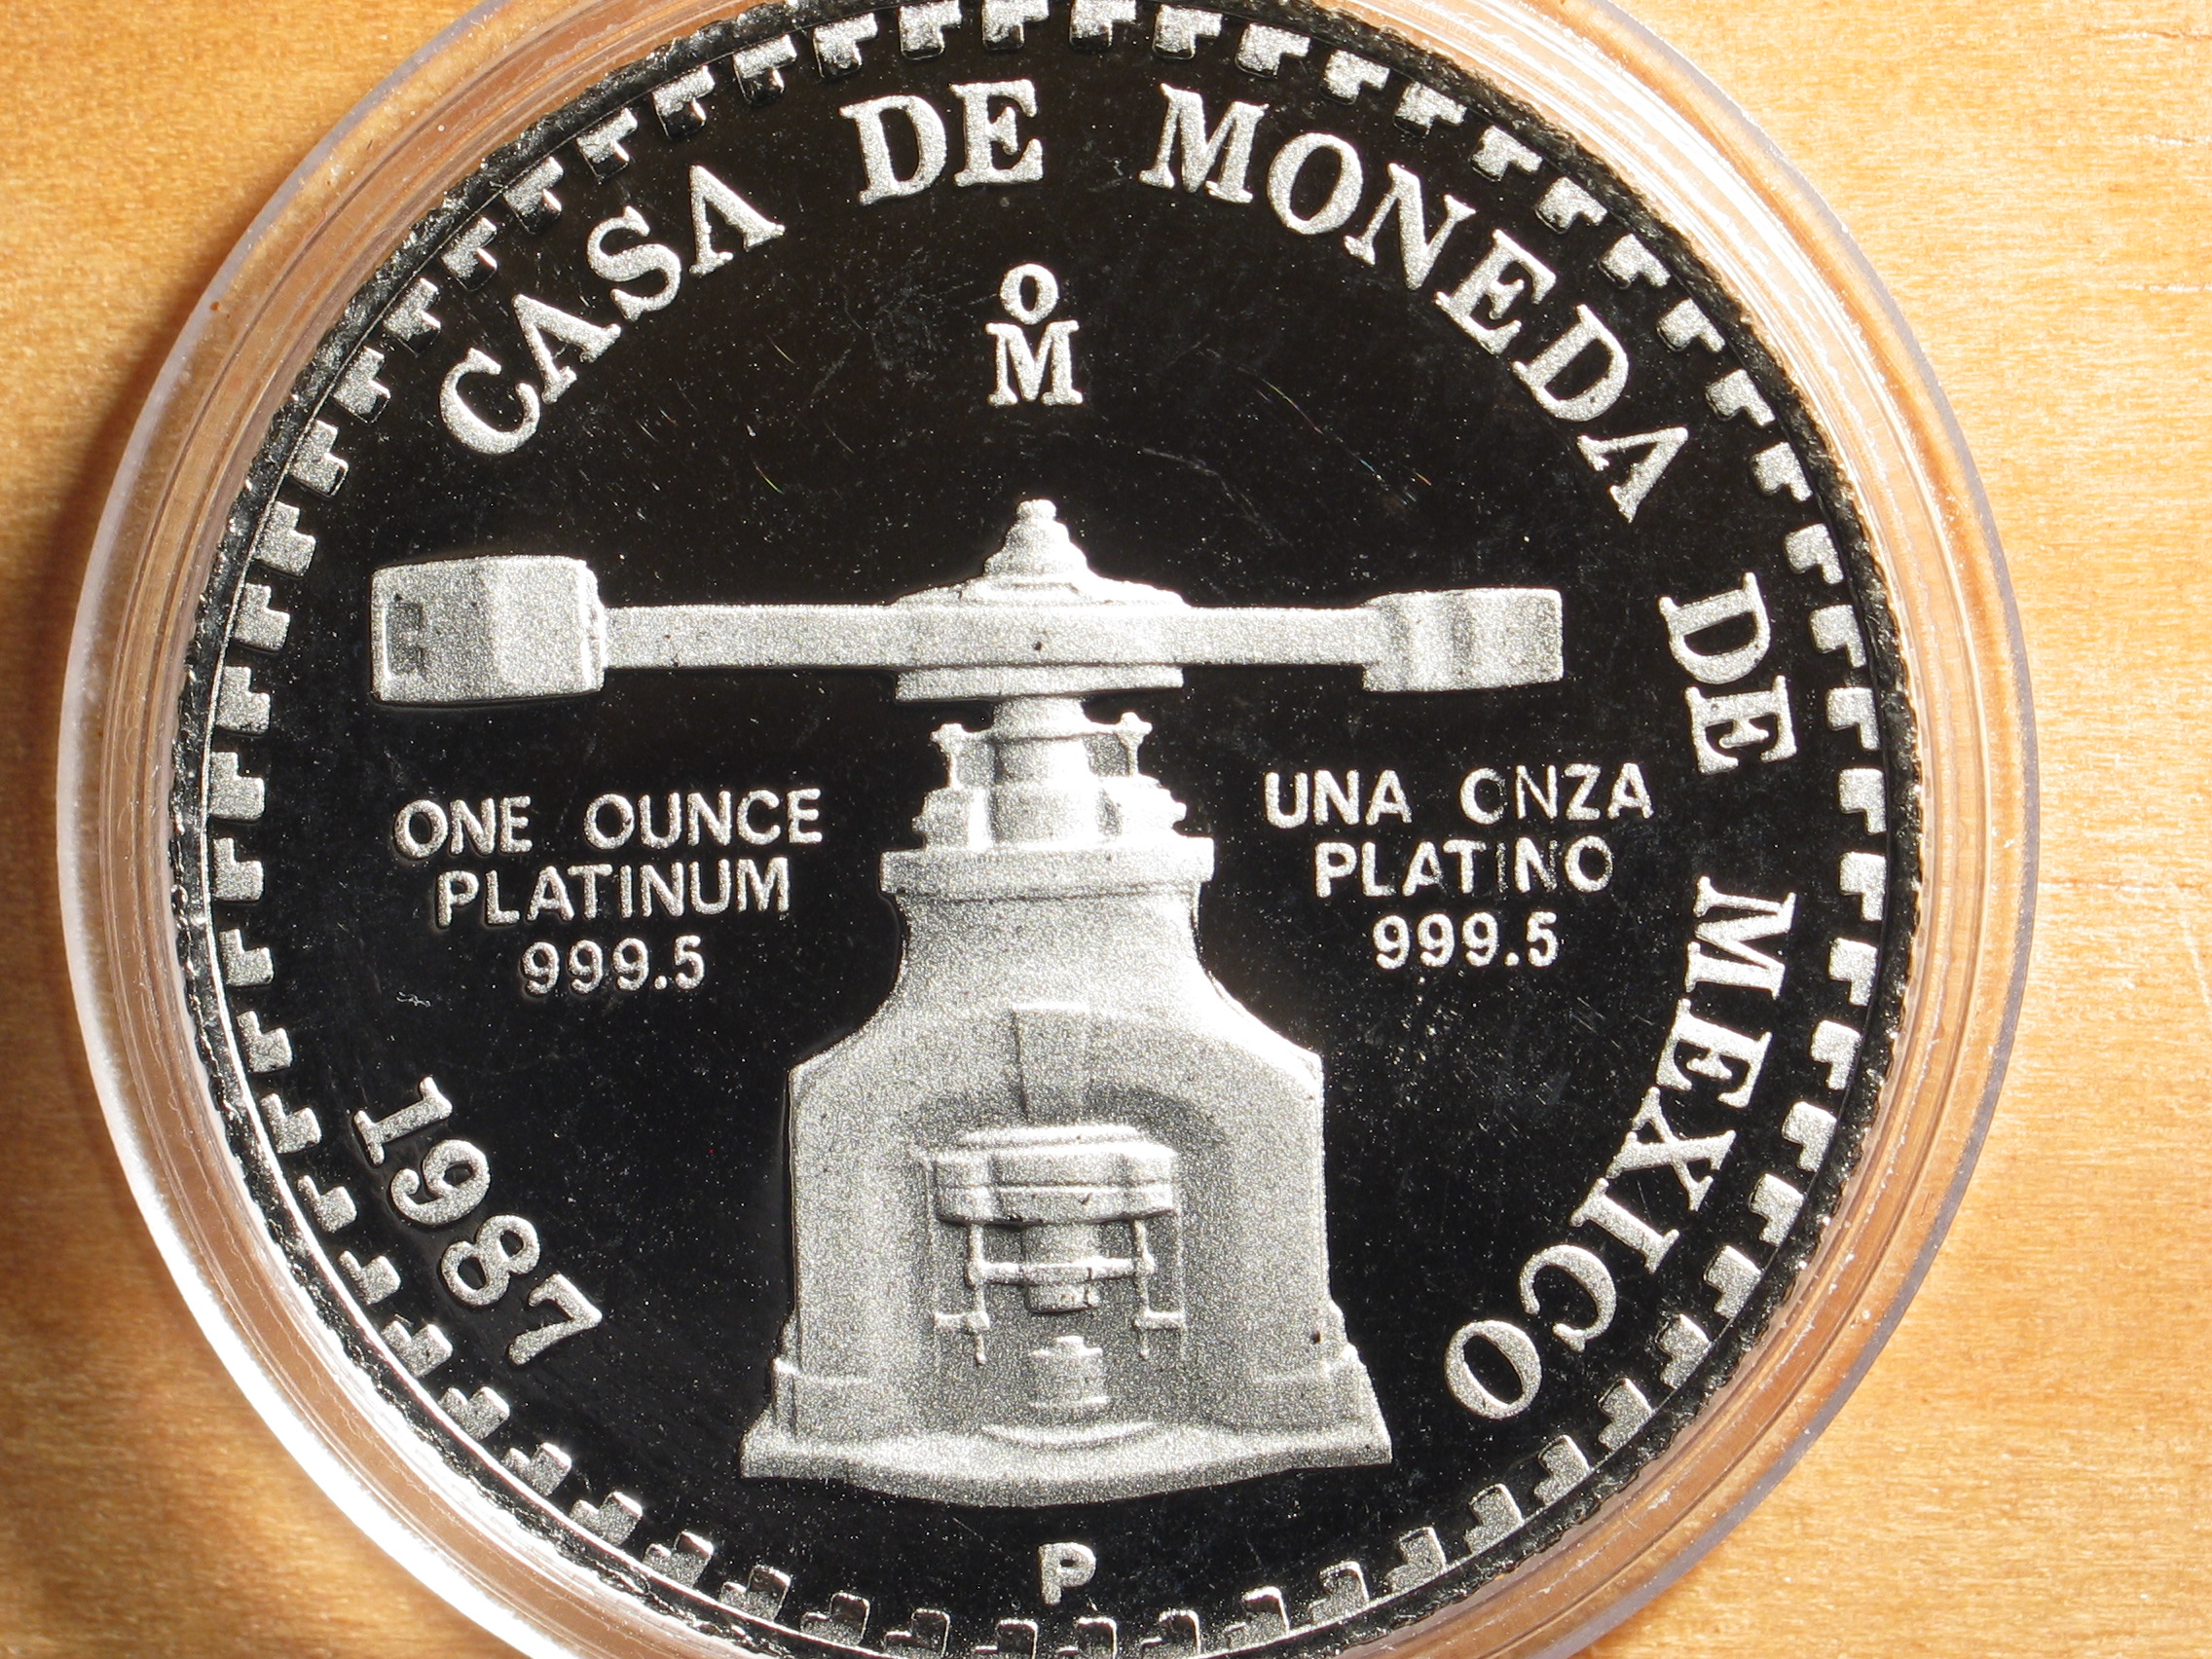 CASA DE MONEDA DE MEXICO
o
M
ONE OUNCE
PLATINUM
999.5
UNA ONZA
PLATINO
999.5
1987
P